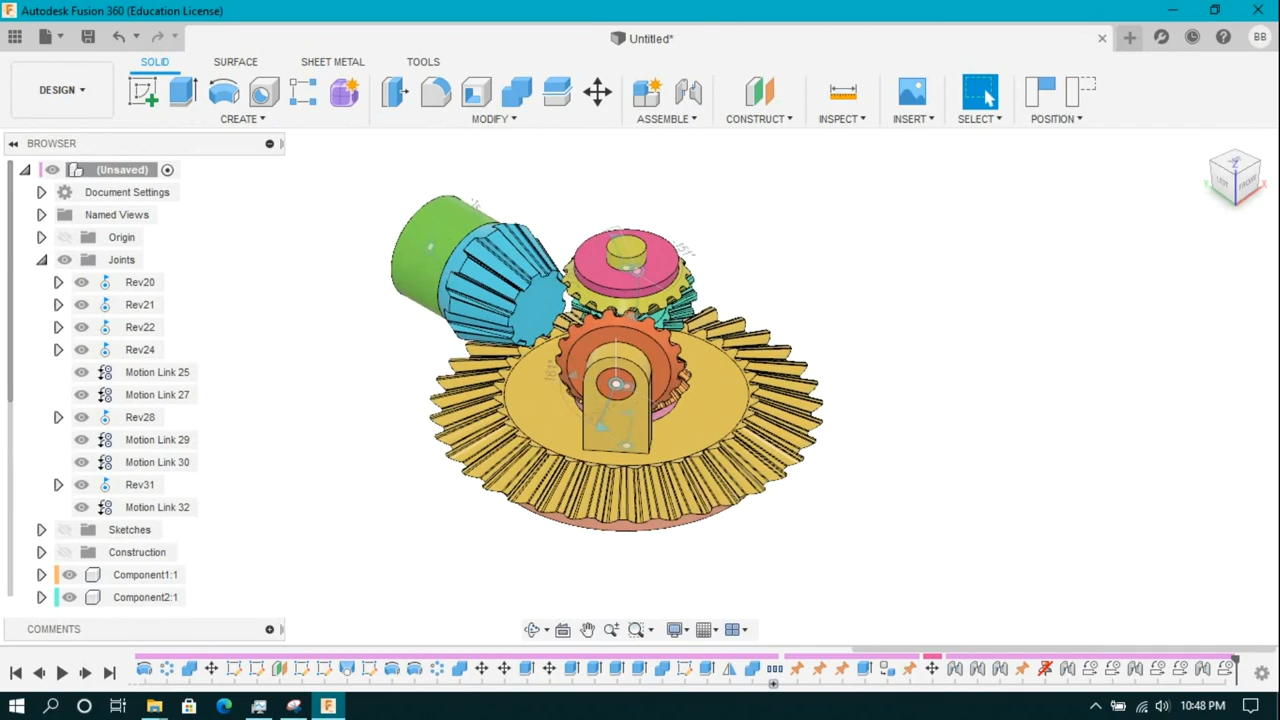 Autodesk Fusion 360 (Education License)
Untitled*
BB
DESIGN
SOLID
SURFACE
SHEET METAL
TOOLS
CREATE
MODIFY
ASSEMBLE
CONSTRUCT
INSPECT
INSERT
SELECT
POSITION
BROWSER
(Unsaved)
Document Settings
Named Views
Origin
Joints
Rev20
Rev21
Rev22
Rev24
Motion Link 25
Motion Link 27
Rev28
Motion Link 29
Motion Link 30
Rev31
Motion Link 32
Sketches
Construction
Component1:1
Component2:1
Z
LEFT
FRONT
Y
X
COMMENTS
10:48 PM